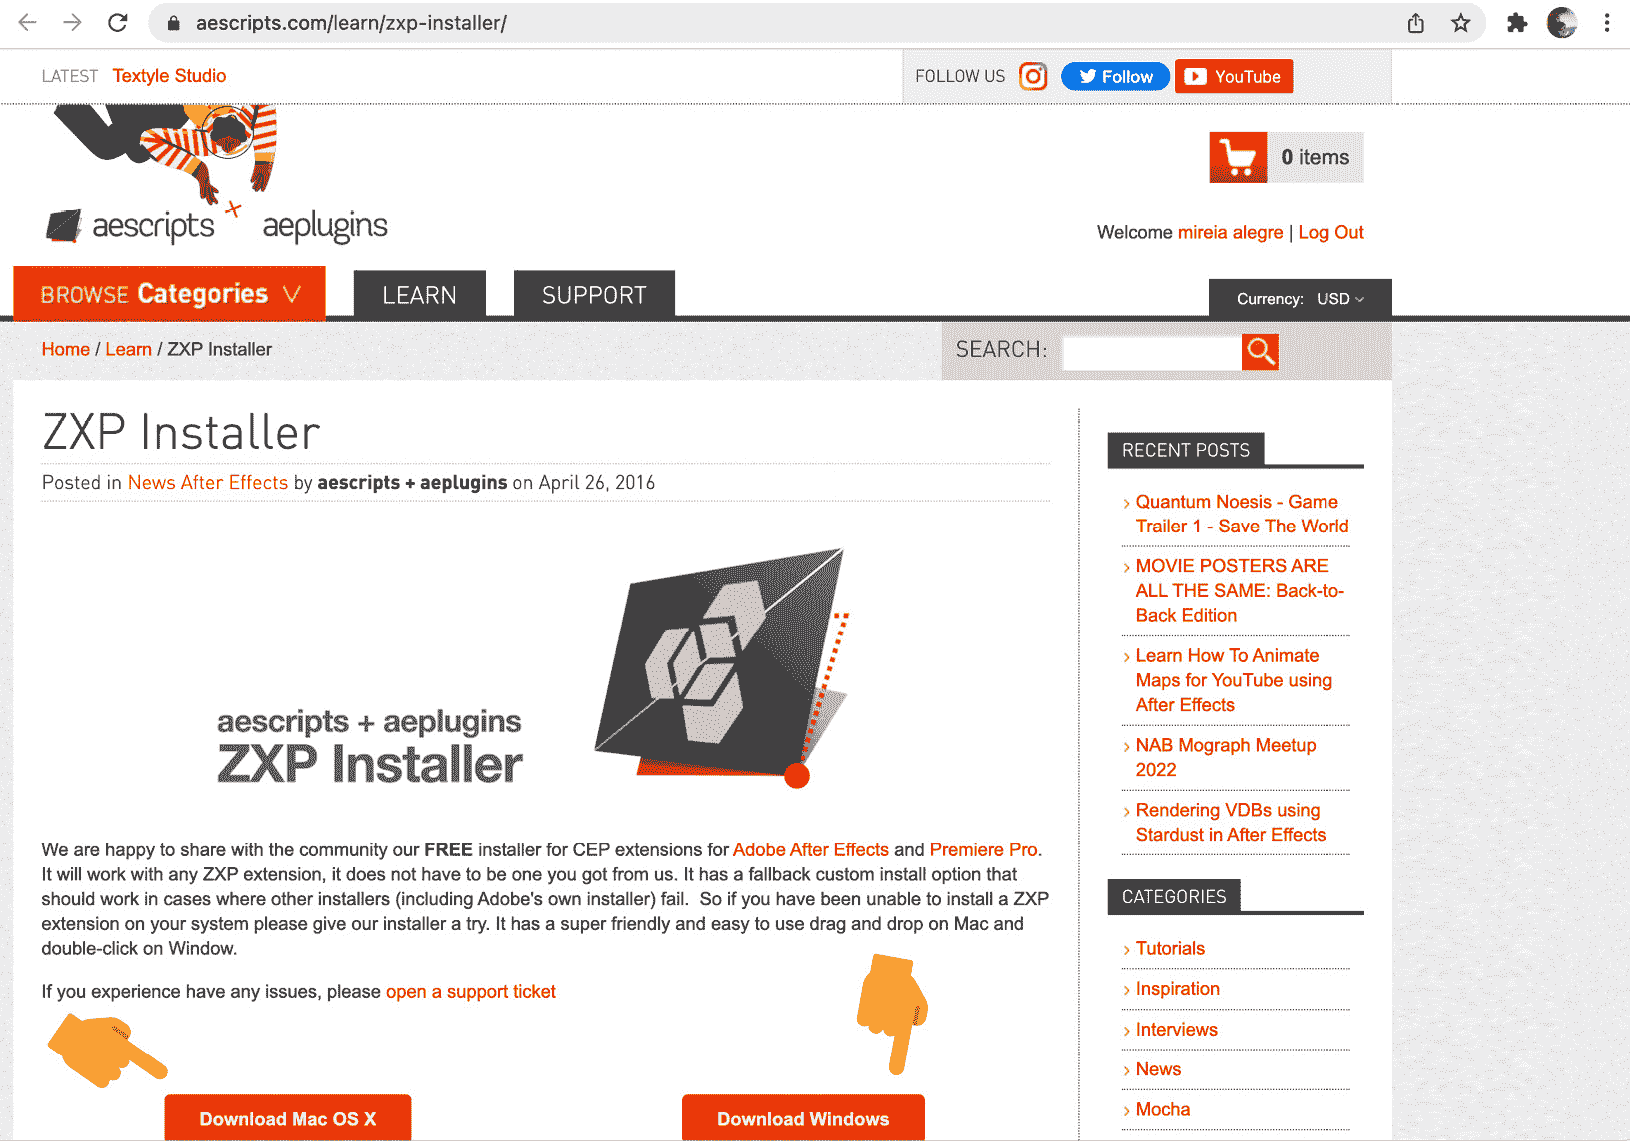 aescripts.com/learn/zxp-installer/
LATEST Textyle Studio
FOLLOW US Follow YouTube
0 items
aescripts aeplugins
Welcome mireia alegre | Log Out
BROWSE Categories LEARN SUPPORT
Currency: USD
Home / Learn / ZXP Installer
SEARCH:
ZXP Installer
Posted in News After Effects by aescripts + aeplugins on April 26, 2016
aescripts + aeplugins
ZXP Installer
We are happy to share with the community our FREE installer for CEP extensions for Adobe After Effects and Premiere Pro.
It will work with any ZXP extension, it does not have to be one you got from us. It has a fallback custom install option that
should work in cases where other installers (including Adobe's own installer) fail.  So if you have been unable to install a ZXP
extension on your system please give our installer a try. It has a super friendly and easy to use drag and drop on Mac and
double-click on Window.
If you experience have any issues, please open a support ticket
Download Mac OS X
Download Windows
RECENT POSTS
Quantum Noesis - Game
Trailer 1 - Save The World
MOVIE POSTERS ARE
ALL THE SAME: Back-to-
Back Edition
Learn How To Animate
Maps for YouTube using
After Effects
NAB Mograph Meetup
2022
Rendering VDBs using
Stardust in After Effects
CATEGORIES
Tutorials
Inspiration
Interviews
News
Mocha